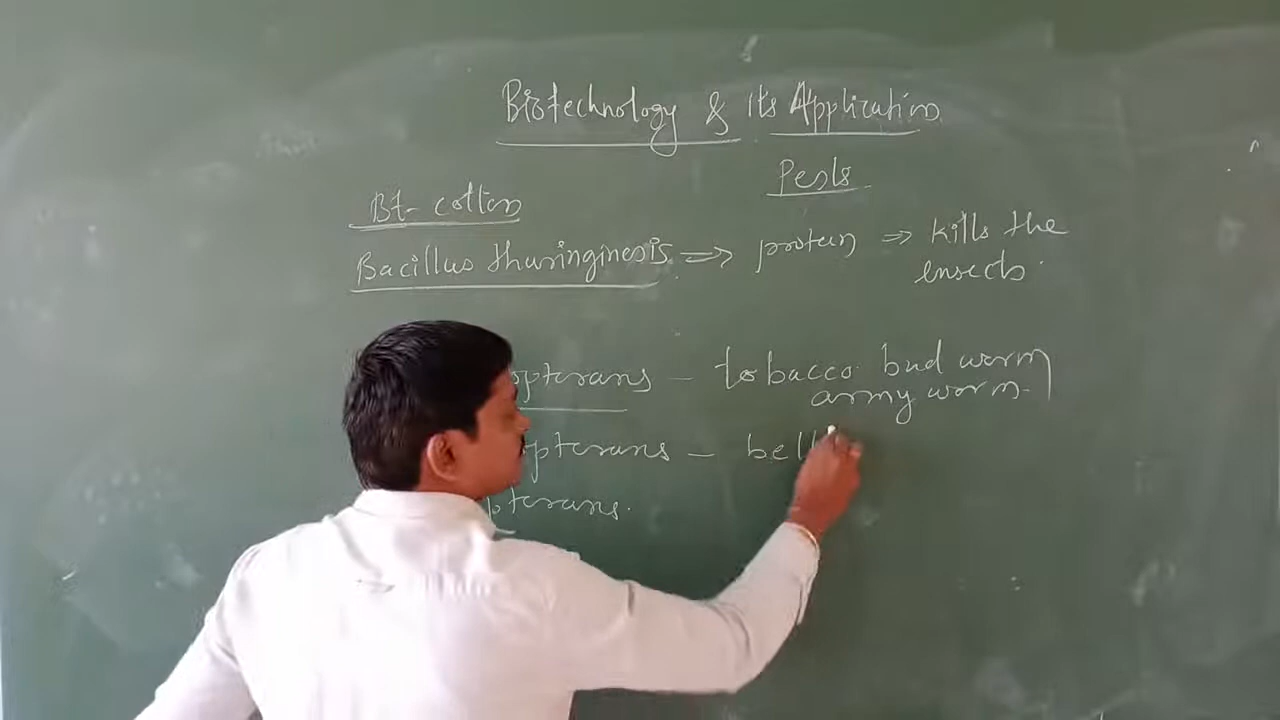 Biotechnology & its Application
Pests
Bt- cotton
Bacillus thuringinesis => protein => kills the
insects.
opterans - tobacco bud worm
army worm.
pterans - bell
pterans.